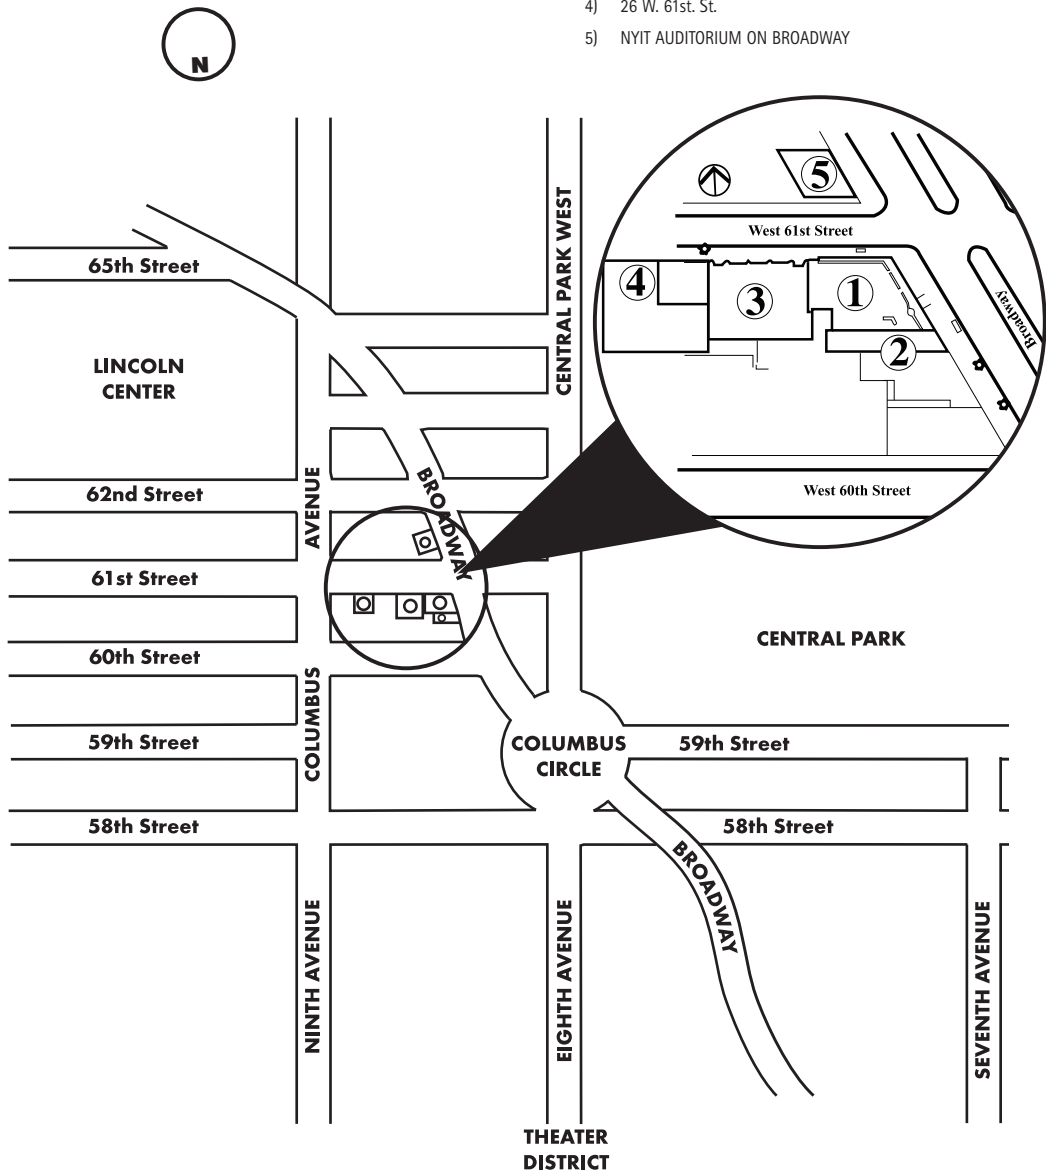 4) 26 W. 61st. St.
5) NYIT AUDITORIUM ON BROADWAY
N
5
West 61st Street
4
3
1
2
Broadway
West 60th Street
CENTRAL PARK WEST
65th Street
LINCOLN
CENTER
62nd Street
AVENUE
BROADWAY
61st Street
60th Street
COLUMBUS
CENTRAL PARK
59th Street
COLUMBUS
CIRCLE
59th Street
58th Street
58th Street
BROADWAY
NINTH AVENUE
EIGHTH AVENUE
SEVENTH AVENUE
THEATER
DISTRICT